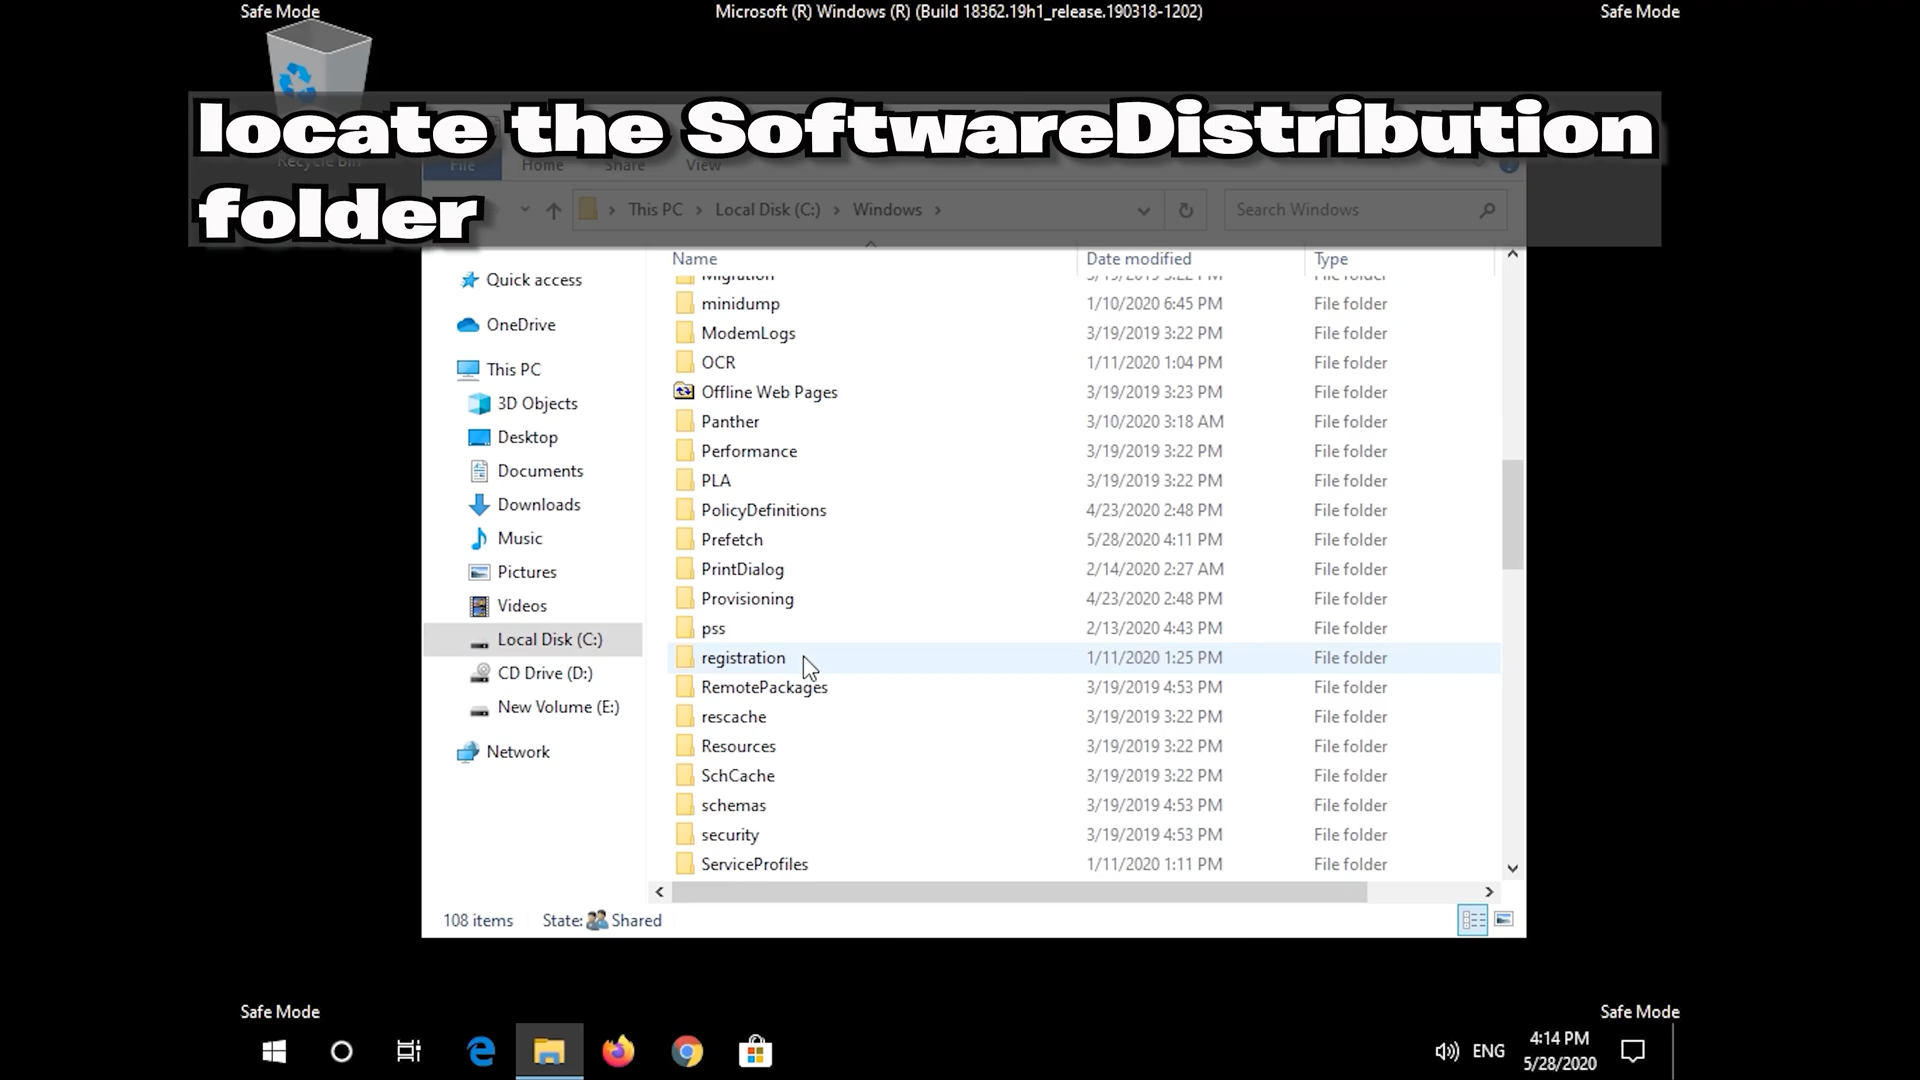 Safe Mode
Microsoft (R) Windows (R) (Build 18362.19h1_release.190318-1202)
Safe Mode
locate the SoftwareDistribution
folder
Recycle Bin
File
Home
Share
View
This PC
Local Disk (C:)
Windows
Search Windows
Name
Date modified
Type
Quick access
OneDrive
This PC
3D Objects
Desktop
Documents
Downloads
Music
Pictures
Videos
Local Disk (C:)
CD Drive (D:)
New Volume (E:)
Network
Migration 3/19/2019 3:22 PM File folder
minidump 1/10/2020 6:45 PM File folder
ModemLogs 3/19/2019 3:22 PM File folder
OCR 1/11/2020 1:04 PM File folder
Offline Web Pages 3/19/2019 3:23 PM File folder
Panther 3/10/2020 3:18 AM File folder
Performance 3/19/2019 3:22 PM File folder
PLA 3/19/2019 3:22 PM File folder
PolicyDefinitions 4/23/2020 2:48 PM File folder
Prefetch 5/28/2020 4:11 PM File folder
PrintDialog 2/14/2020 2:27 AM File folder
Provisioning 4/23/2020 2:48 PM File folder
pss 2/13/2020 4:43 PM File folder
registration 1/11/2020 1:25 PM File folder
RemotePackages 3/19/2019 4:53 PM File folder
rescache 3/19/2019 3:22 PM File folder
Resources 3/19/2019 3:22 PM File folder
SchCache 3/19/2019 3:22 PM File folder
schemas 3/19/2019 4:53 PM File folder
security 3/19/2019 4:53 PM File folder
ServiceProfiles 1/11/2020 1:11 PM File folder
108 items
State: Shared
Safe Mode
Safe Mode
ENG
4:14 PM
5/28/2020